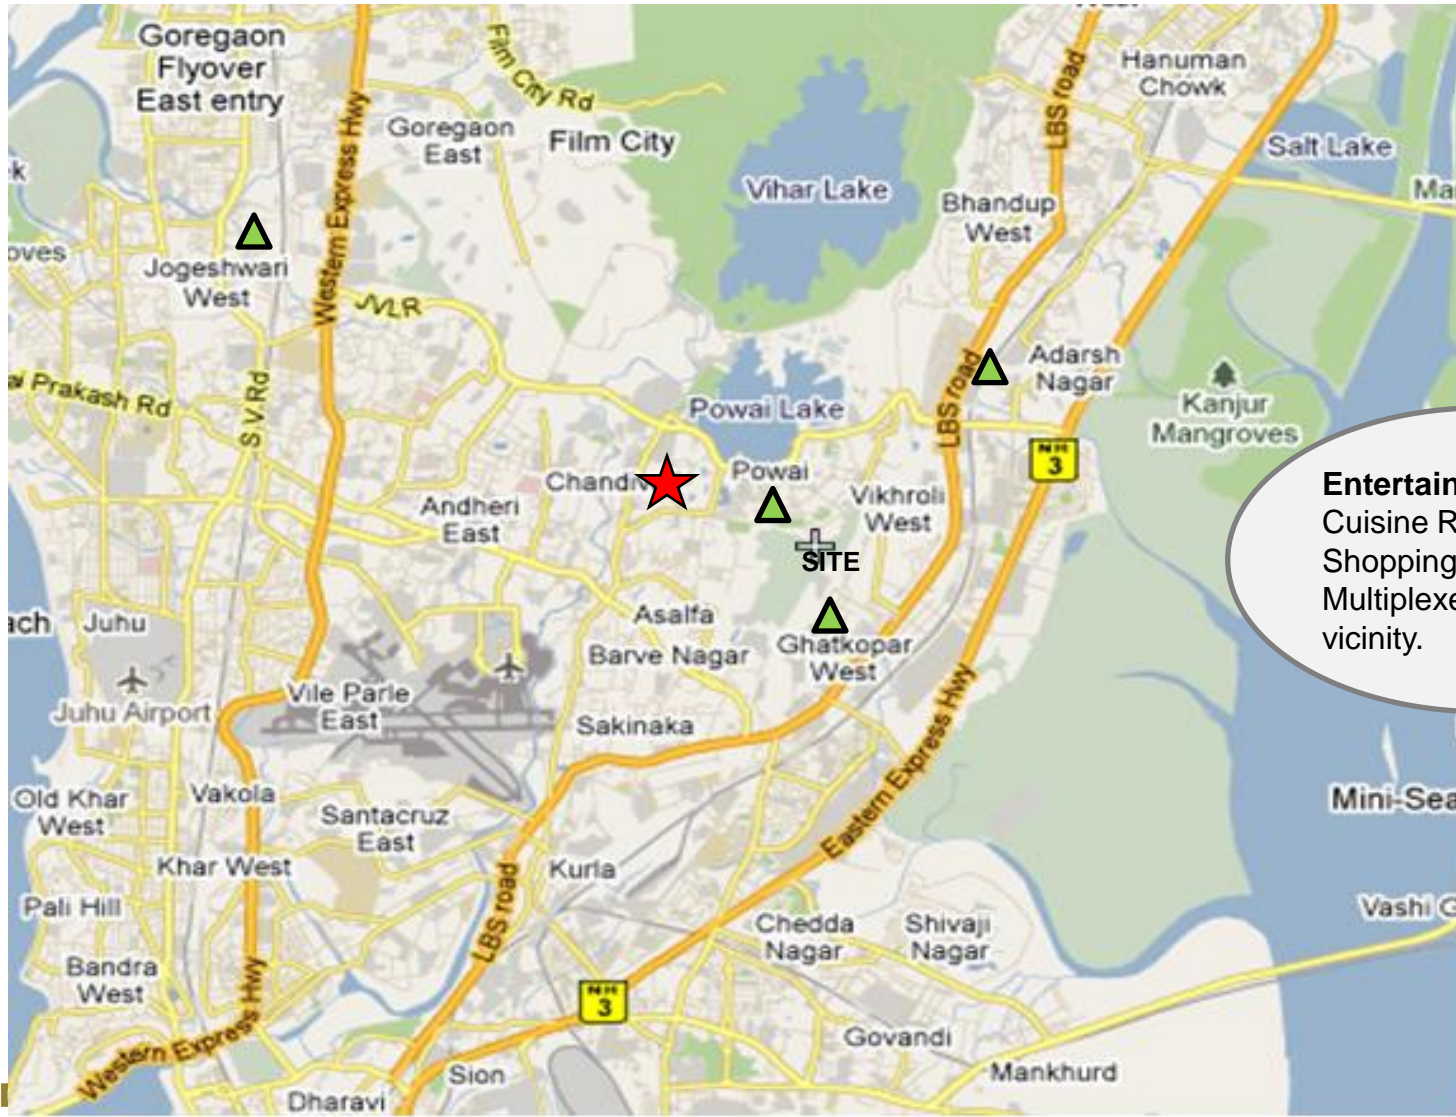 Goregaon
Flyover
East entry
Film City Rd
LBS road
Hanuman
Chowk
Western Express Hwy
Goregaon
East
Film City
Salt Lake
k
Vihar Lake
Ma
Bhandup
West
oves
Jogeshwari
West
JVLR
Adarsh
Nagar
ai Prakash Rd
S.V.Rd
LBS road
Powai Lake
Kanjur
Mangroves
NH
3
Chandiv
Powai
Vikhroli
West
Andheri
East
Entertain
Cuisine R
Shopping
Multiplexe
vicinity.
SITE
ach
Juhu
Asalfa
Barve Nagar
Ghatkopar
West
Juhu Airport
Vile Parle
East
Sakinaka
Eastern Express Hwy
Old Khar
West
Vakola
Santacruz
East
Mini-Sea
Khar West
Kurla
LBS road
Pali Hill
Chedda
Nagar
Shivaji
Nagar
Vashi
Bandra
West
NH
3
Western Express Hwy
Govandi
Sion
Mankhurd
Dharavi